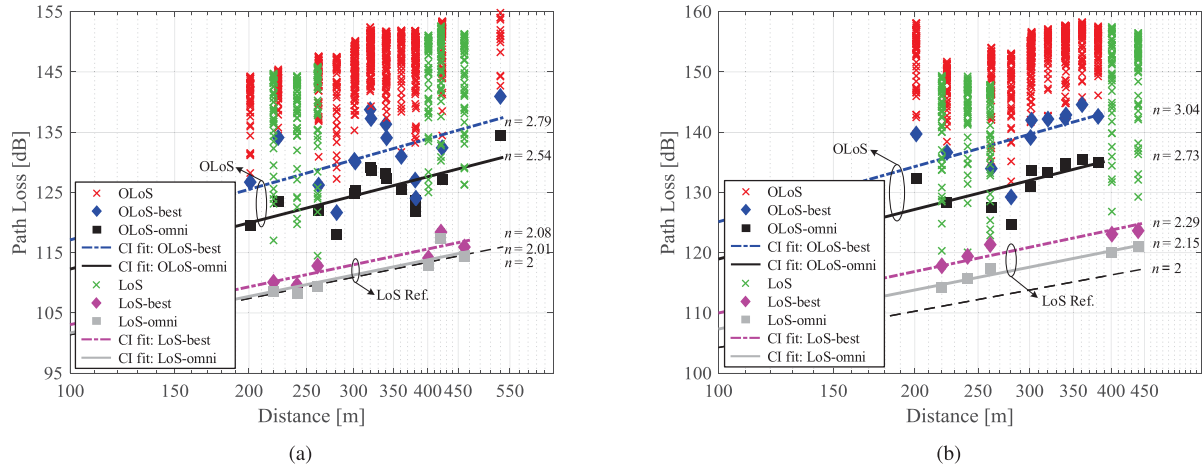 155
145
135
125
115
105
95
Path Loss [dB]
100
150
200
250
300
350
400
450
550
Distance [m]
n = 2.79
n = 2.54
n = 2.08
n = 2.01
n = 2
OLoS
LoS Ref.
OLoS
OLoS-best
OLoS-omni
CI fit: OLoS-best
CI fit: OLoS-omni
LoS
LoS-best
LoS-omni
CI fit: LoS-best
CI fit: LoS-omni
(a)
160
150
140
130
120
110
100
Path Loss [dB]
100
150
200
250
300
350
400
450
Distance [m]
n = 3.04
n = 2.73
n = 2.29
n = 2.15
n = 2
OLoS
LoS Ref.
OLoS
OLoS-best
OLoS-omni
CI fit: OLoS-best
CI fit: OLoS-omni
LoS
LoS-best
LoS-omni
CI fit: LoS-best
CI fit: LoS-omni
(b)